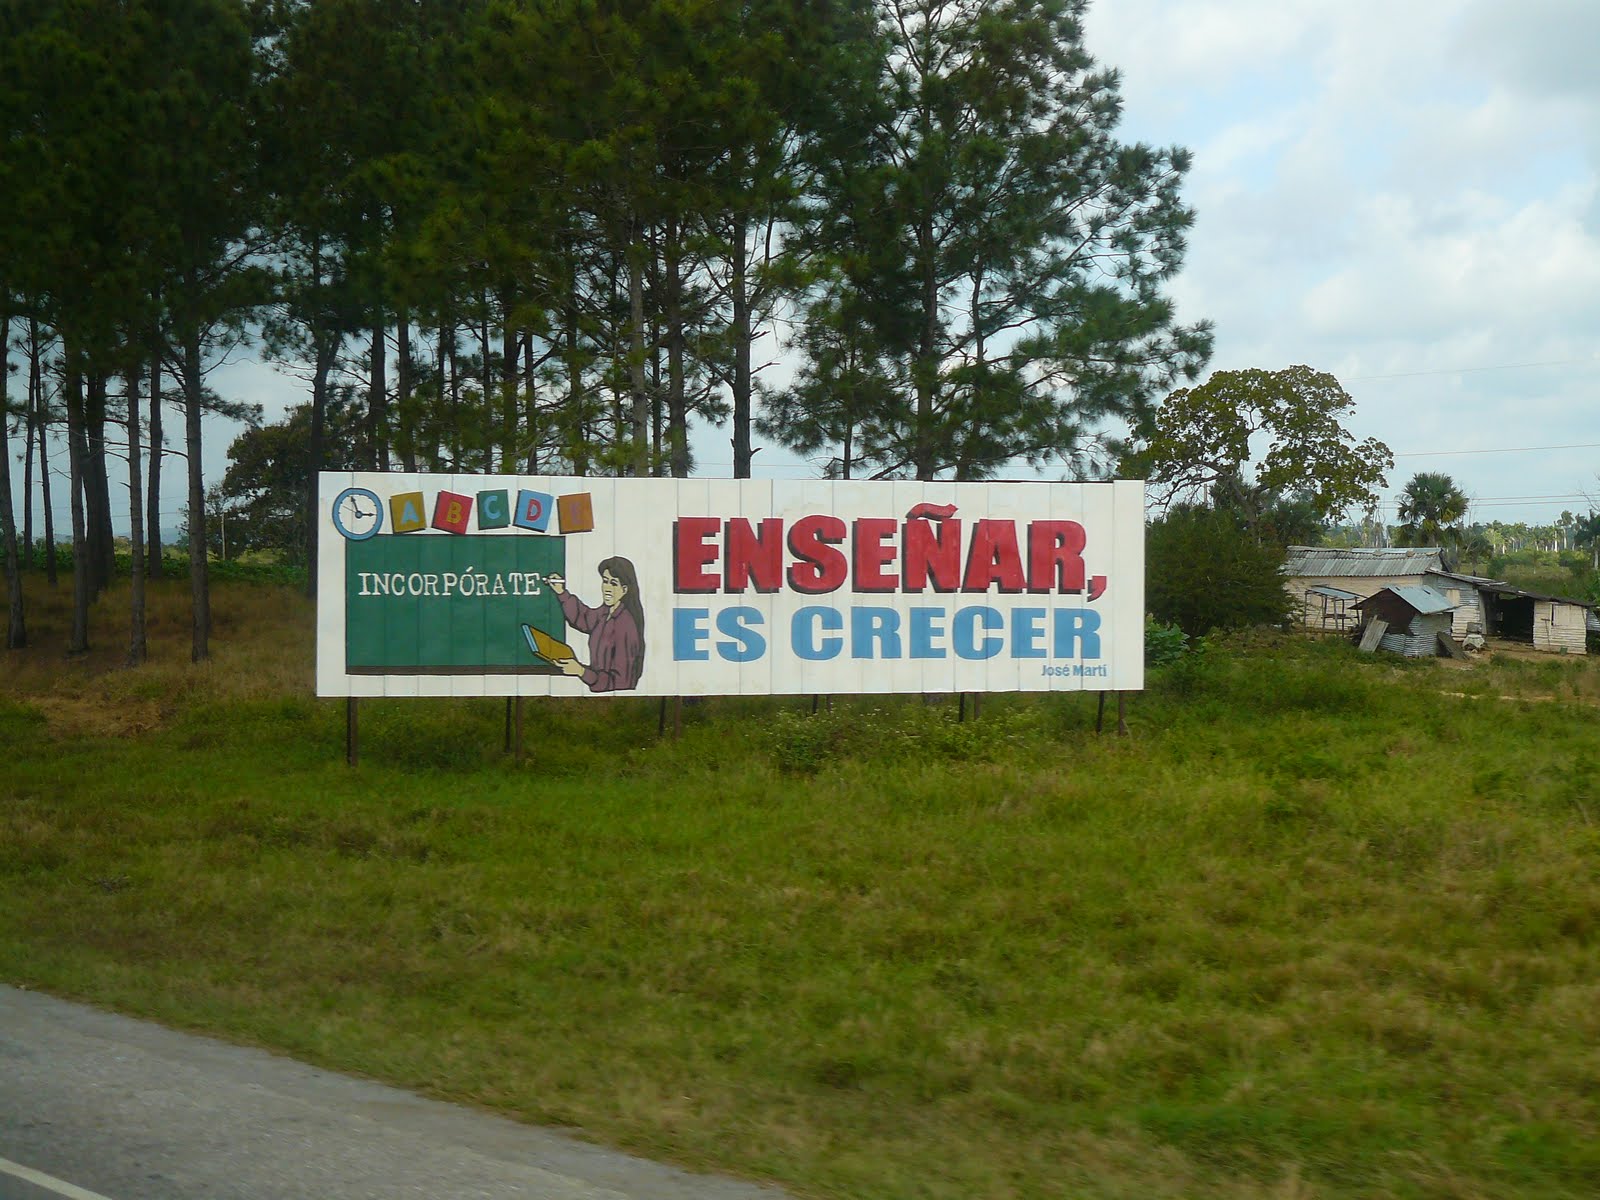 A B C D
INCORPÓRATE
ENSEÑAR,
ES CRECER
José Martí